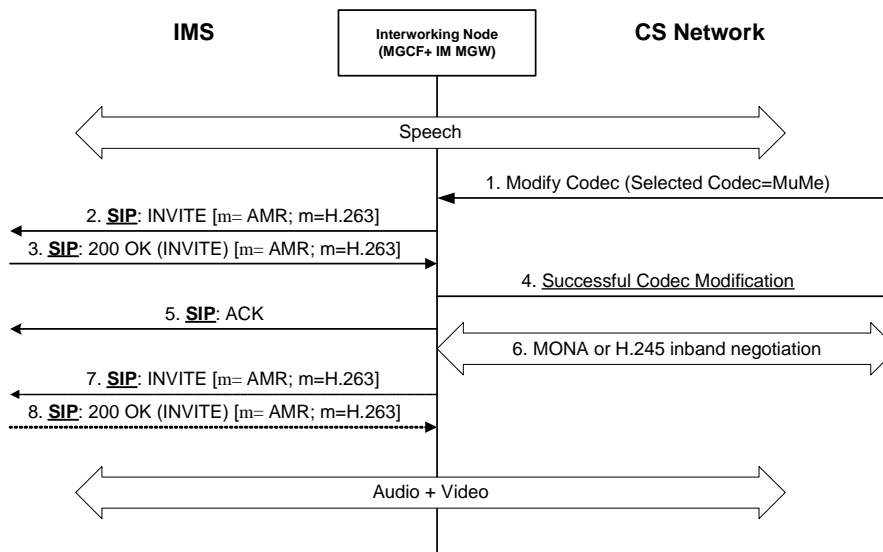 IMS
Interworking Node
(MGCF+ IM MGW)
CS Network
Speech
1. Modify Codec (Selected Codec=MuMe)
2. SIP: INVITE [m= AMR; m=H.263]
3. SIP: 200 OK (INVITE) [m= AMR; m=H.263]
4. Successful Codec Modification
5. SIP: ACK
6. MONA or H.245 inband negotiation
7. SIP: INVITE [m= AMR; m=H.263]
8. SIP: 200 OK (INVITE) [m= AMR; m=H.263]
Audio + Video